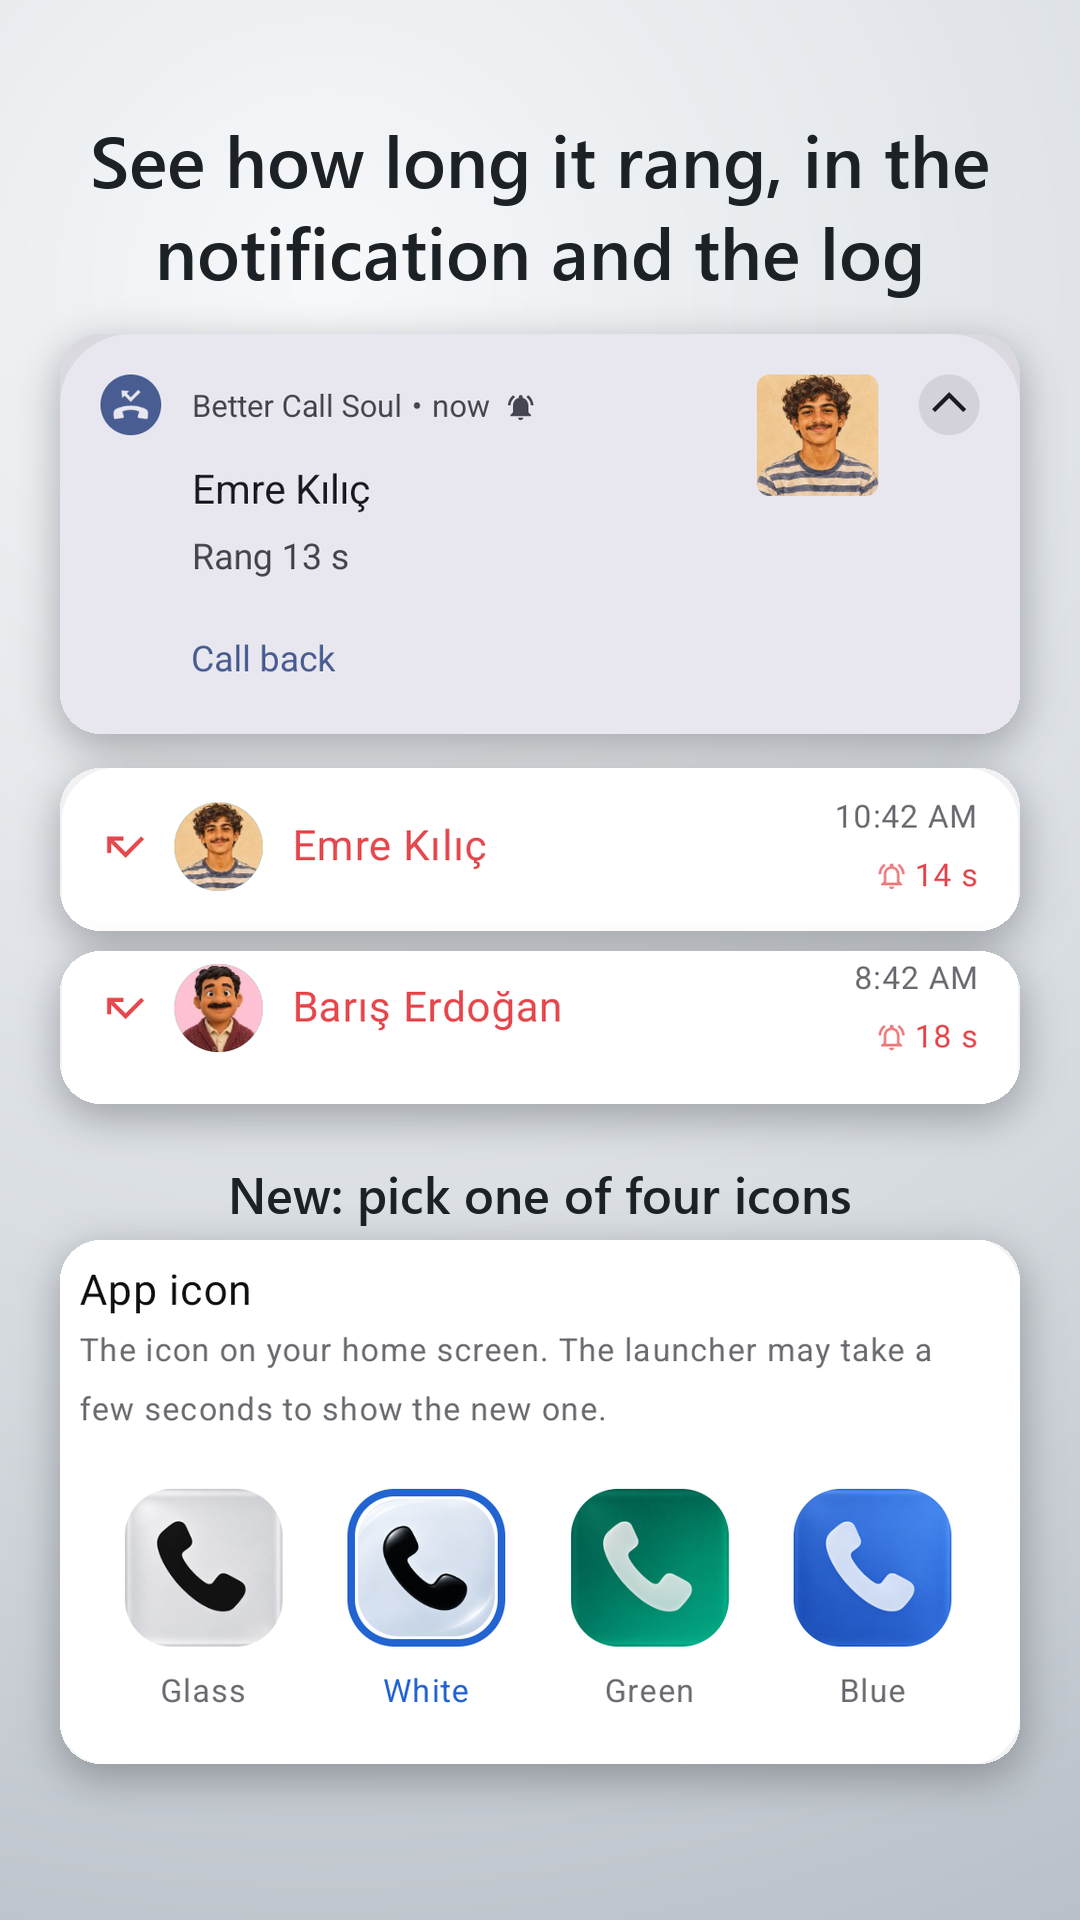 See how long it rang, in the
notification and the log
Better Call Soul • now
Emre Kılıç
Rang 13 s
Call back
Emre Kılıç
10:42 AM
14 s
Barış Erdoğan
8:42 AM
18 s
New: pick one of four icons
App icon
The icon on your home screen. The launcher may take a
few seconds to show the new one.
Glass
White
Green
Blue